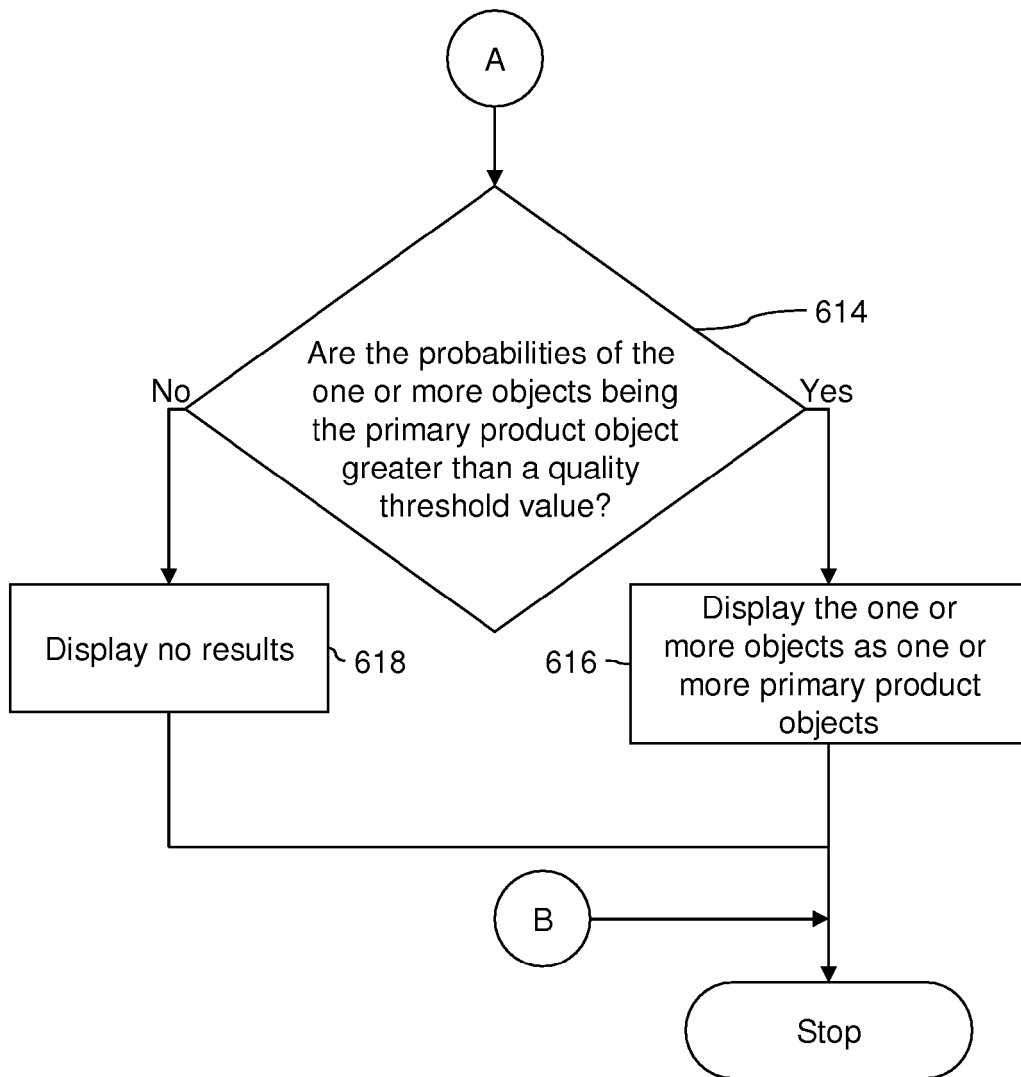 A
614
Are the probabilities of the
one or more objects being
the primary product object
greater than a quality
threshold value?
No
Yes
Display no results
618
616
Display the one or
more objects as one or
more primary product
objects
B
Stop